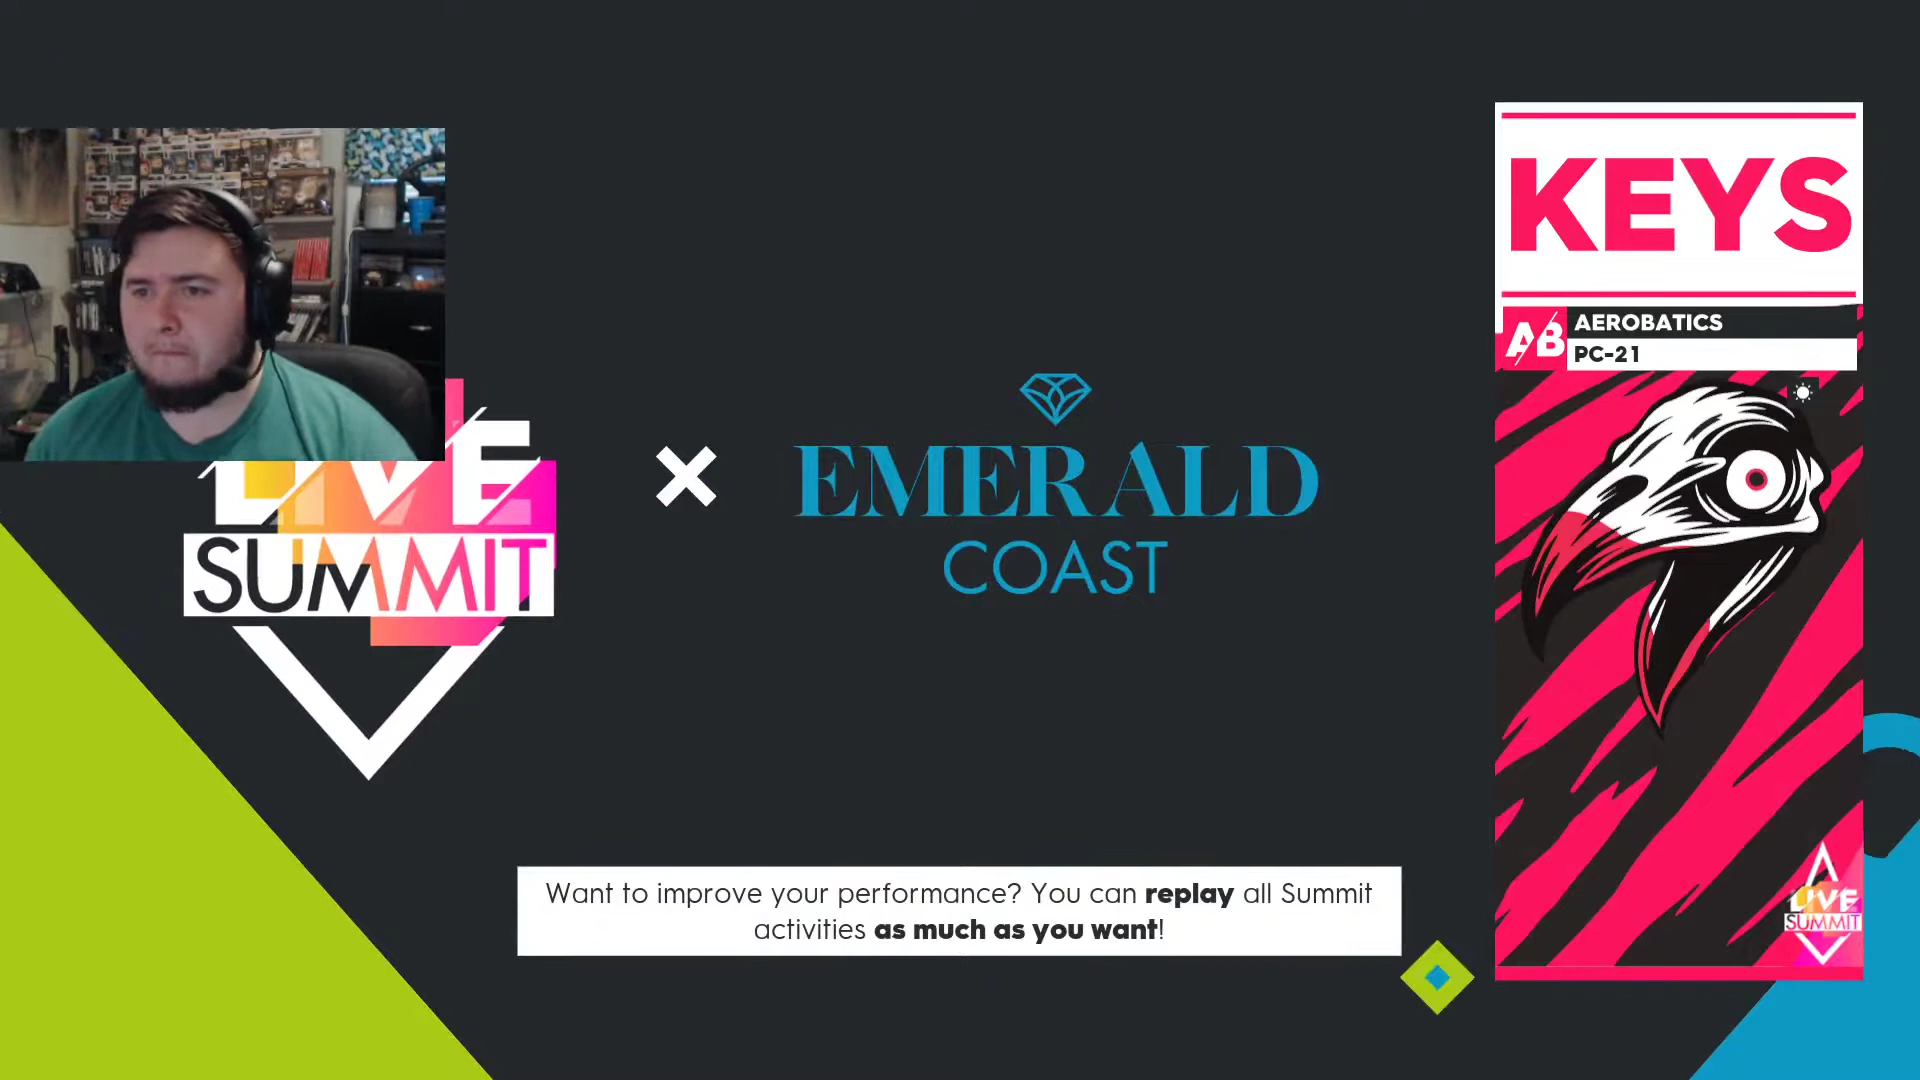 LIVE
SUMMIT
EMERALD
COAST
Want to improve your performance? You can replay all Summit
activities as much as you want!
KEYS
AB
AEROBATICS
PC-21
LIVE
SUMMIT